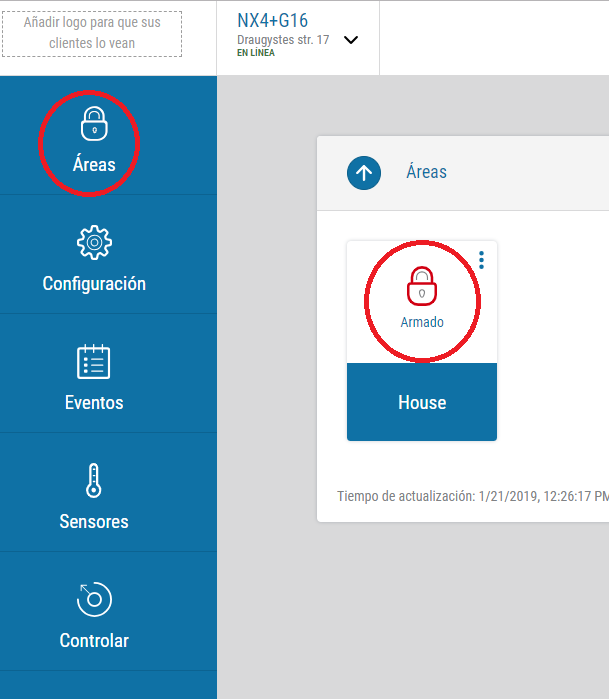 Añadir logo para que sus
clientes lo vean
NX4+G16
Draugystes str. 17
EN LÍNEA
Áreas
Configuración
Eventos
Sensores
Controlar
Áreas
Armado
House
Tiempo de actualización: 1/21/2019, 12:26:17 PM